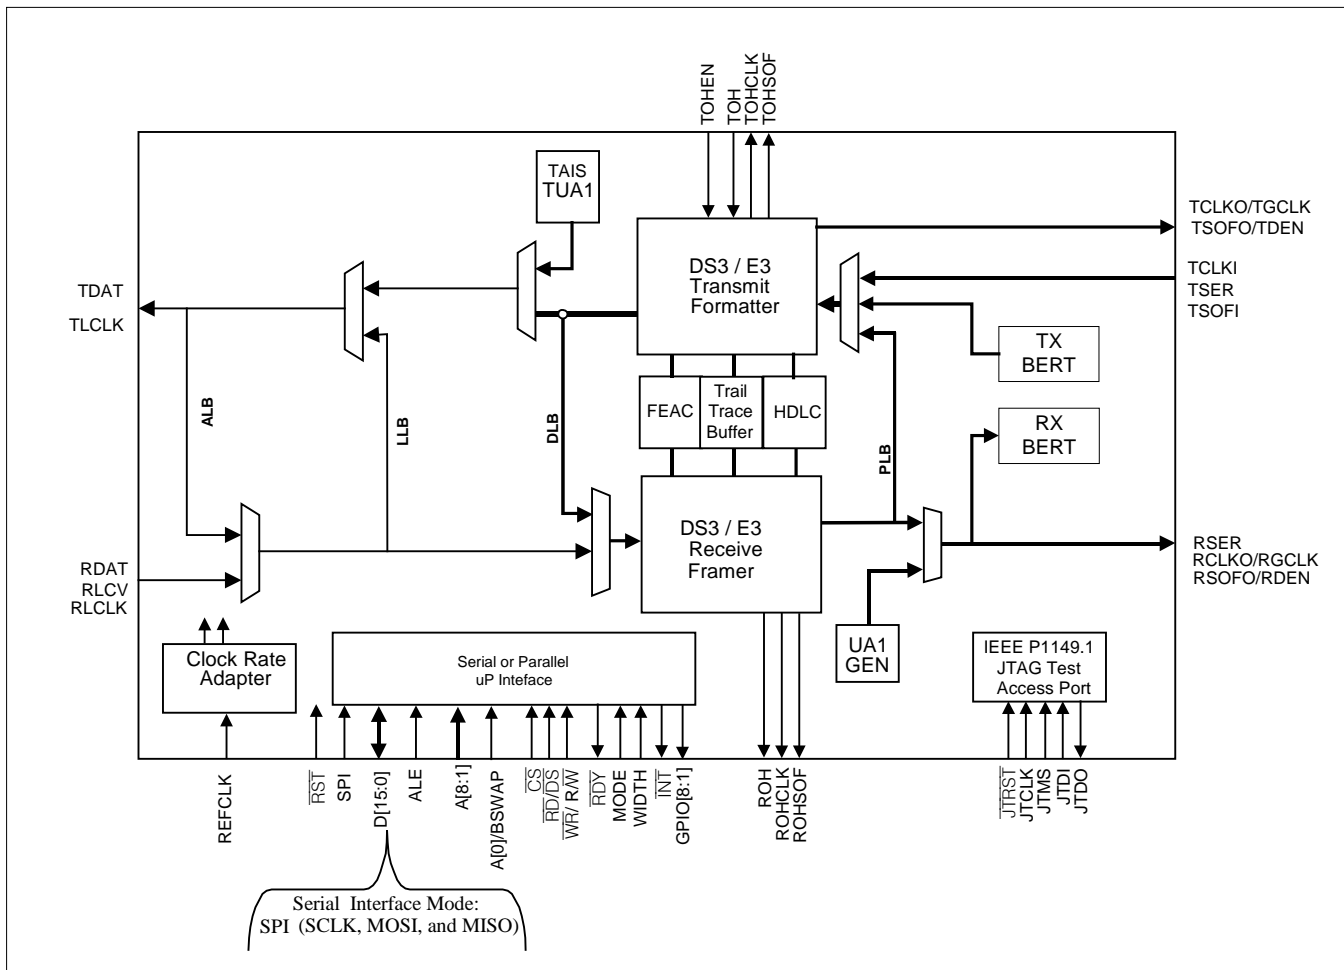 TOHEN
TOH
TOHCLK
TOHSOF
TAIS
TUA1
TCLKO/TGCLK
TSOFO/TDEN
DS3 / E3
Transmit
Formatter
TCLKI
TSER
TSOFI
TDAT
TLCLK
TX
BERT
FEAC
Trail
Trace
Buffer
HDLC
ALB
LLB
DLB
PLB
RX
BERT
DS3 / E3
Receive
Framer
RDAT
RLCV
RLCLK
RSER
RCLKO/RGCLK
RSOFO/RDEN
Clock Rate
Adapter
Serial or Parallel
uP Inteface
UA1
GEN
IEEE P1149.1
JTAG Test
Access Port
REFCLK
RST
SPI
D[15:0]
ALE
A[8:1]
A[0]/BSWAP
CS
RD/DS
WR/ R/W
RDY
MODE
WIDTH
INT
GPIO[8:1]
ROH
ROHCLK
ROHSOF
JTRST
JTCLK
JTMS
JTDI
JTDO
Serial Interface Mode:
SPI (SCLK, MOSI, and MISO)